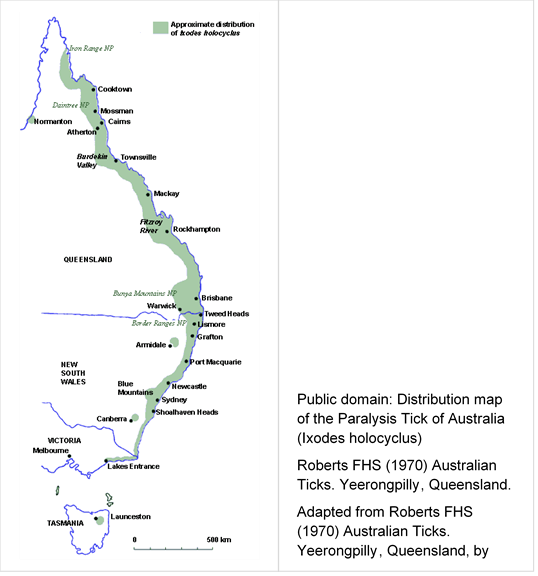 Approximate distribution
of Ixodes holocyclus
Iron Range NP
Cooktown
Daintree NP
Mossman
Normanton
Cairns
Atherton
Burdekin
Valley
Townsville
Mackay
Fitzroy
River
Rockhampton
QUEENSLAND
Bunya Mountains NP
Brisbane
Warwick
Tweed Heads
Border Ranges NP
Lismore
Grafton
Armidale
Port Macquarie
NEW
SOUTH
WALES
Blue
Mountains
Newcastle
Sydney
Shoalhaven Heads
Canberra
VICTORIA
Melbourne
Lakes Entrance
Launceston
TASMANIA
0
500 km
Public domain: Distribution map
of the Paralysis Tick of Australia
(Ixodes holocyclus)
Roberts FHS (1970) Australian
Ticks. Yeerongpilly, Queensland.
Adapted from Roberts FHS
(1970) Australian Ticks.
Yeerongpilly, Queensland, by